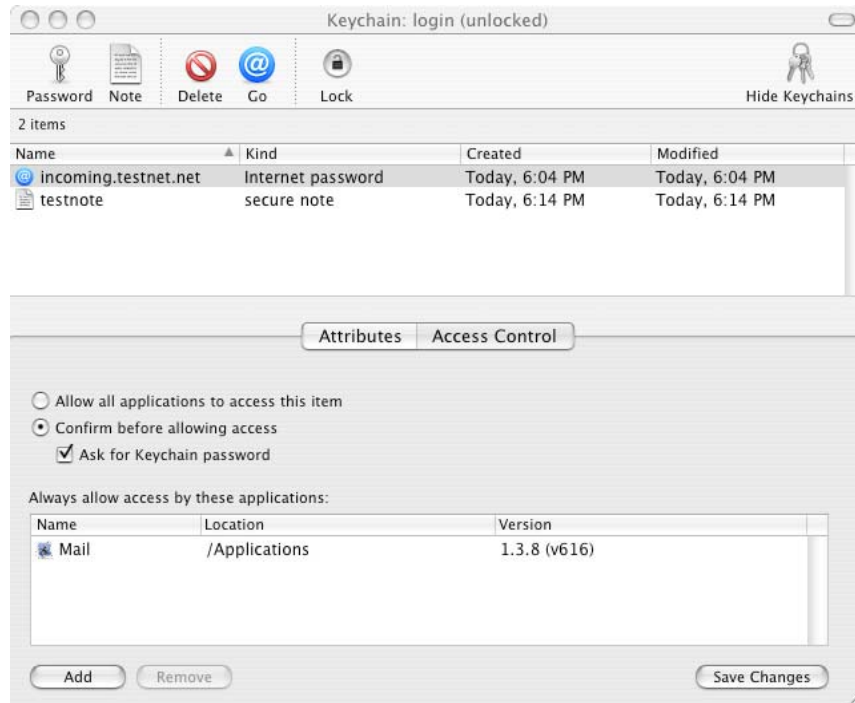 Keychain: login (unlocked)
Password Note Delete Go Lock Hide Keychains
2 items
Name Kind Created Modified
incoming.testnet.net Internet password Today, 6:04 PM Today, 6:04 PM
testnote secure note Today, 6:14 PM Today, 6:14 PM
Attributes Access Control
Allow all applications to access this item
Confirm before allowing access
Ask for Keychain password
Always allow access by these applications:
Name Location Version
Mail /Applications 1.3.8 (v616)
Add Remove Save Changes